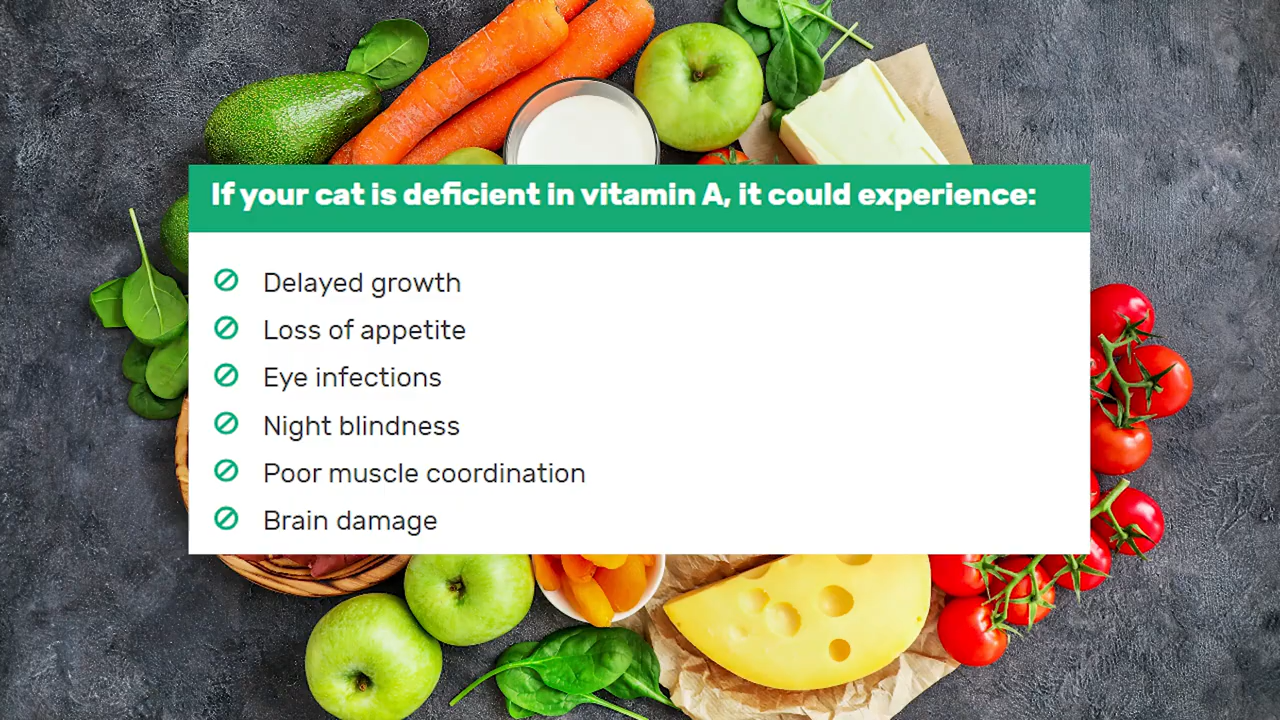 If your cat is deficient in vitamin A, it could experience:
Delayed growth
Loss of appetite
Eye infections
Night blindness
Poor muscle coordination
Brain damage